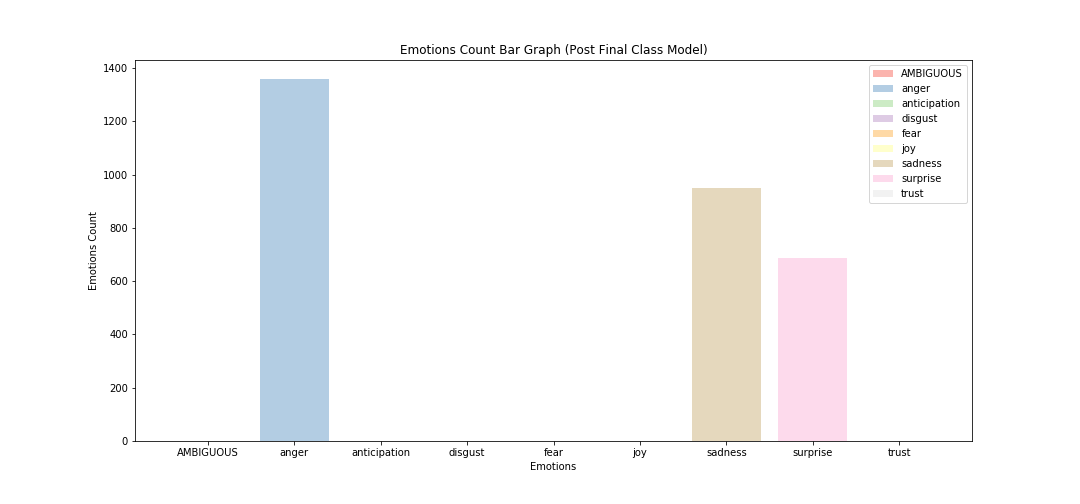 Emotions Count Bar Graph (Post Final Class Model)
1400
1200
1000
800
600
400
200
0
Emotions Count
AMBIGUOUS
anger
anticipation
disgust
fear
joy
sadness
surprise
trust
AMBIGUOUS anger anticipation disgust fear joy sadness surprise trust
Emotions